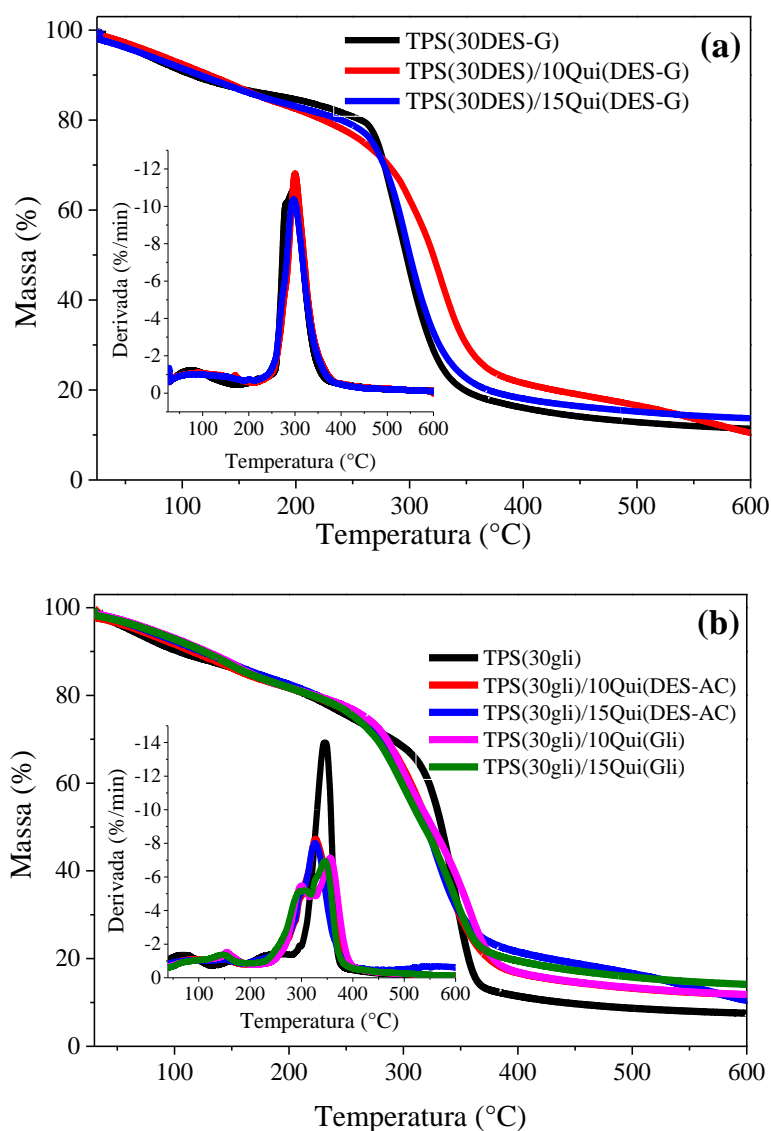 (a)
TPS(30DES-G)
TPS(30DES)/10Qui(DES-G)
TPS(30DES)/15Qui(DES-G)
100
80
60
40
20
0
Massa (%)
-12
-10
-8
-6
-4
-2
0
Derivada (%/min)
100 200 300 400 500 600
Temperatura (°C)
100 200 300 400 500 600
Temperatura (°C)
(b)
TPS(30gli)
TPS(30gli)/10Qui(DES-AC)
TPS(30gli)/15Qui(DES-AC)
TPS(30gli)/10Qui(Gli)
TPS(30gli)/15Qui(Gli)
100
80
60
40
20
0
Massa (%)
-14
-12
-10
-8
-6
-4
-2
0
Derivada (%/min)
100 200 300 400 500 600
Temperatura (°C)
100 200 300 400 500 600
Temperatura (°C)